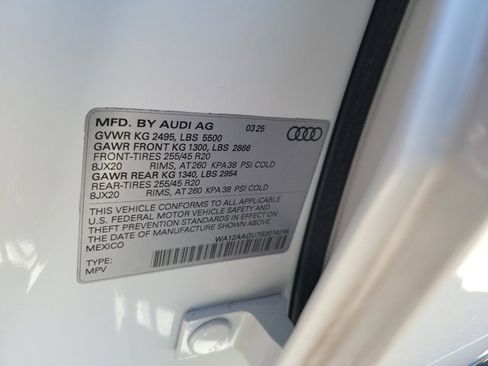 MFD. BY AUDI AG 03.25
GVWR KG 2495, LBS 5500
GAWR FRONT KG 1300, LBS 2866
FRONT-TIRES 255/45 R20
8JX20 RIMS, AT 260 KPA 38 PSI COLD
GAWR REAR KG 1340, LBS 2954
REAR-TIRES 255/45 R20
8JX20 RIMS, AT 260 KPA 38 PSI COLD
THIS VEHICLE CONFORMS TO ALL APPLICABLE
U.S. FEDERAL MOTOR VEHICLE SAFETY AND
THEFT PREVENTION STANDARDS IN EFFECT
ON THE DATE OF MANUFACTURE SHOWN ABOVE.
MEXICO WA12AAGU7S2016234
TYPE:
MPV